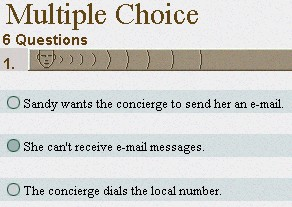 Multiple Choice
6 Questions
1.
Sandy wants the concierge to send her an e-mail.
She can't receive e-mail messages.
The concierge dials the local number.